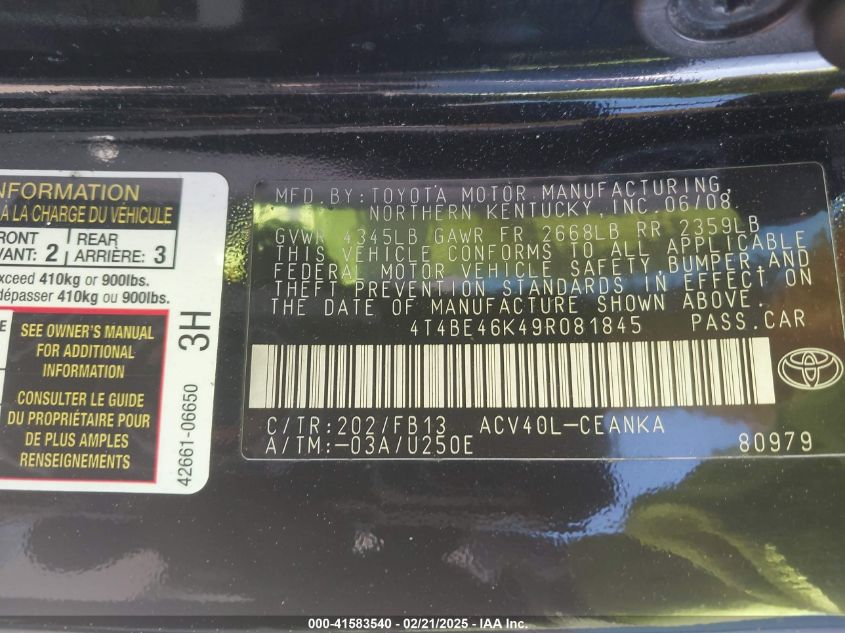 NFORMATION
À LA CHARGE DU VÉHICULE
FRONT
VANT: 2
REAR
ARRIÈRE: 3
xceed 410kg or 900lbs.
dépasser 410kg ou 900lbs.
SEE OWNER'S MANUAL
FOR ADDITIONAL
INFORMATION
CONSULTER LE GUIDE
DU PROPRIÉTAIRE POUR
DE PLUS AMPLES
RENSEIGNEMENTS
3H
42661-06650
MFD. BY: TOYOTA MOTOR MANUFACTURING,
NORTHERN KENTUCKY, INC. 06/08
GVWR 4345LB GAWR FR 2668LB RR 2359LB
THIS VEHICLE CONFORMS TO ALL APPLICABLE
FEDERAL MOTOR VEHICLE SAFETY, BUMPER AND
THEFT PREVENTION STANDARDS IN EFFECT ON
THE DATE OF MANUFACTURE SHOWN ABOVE.
4T4BE46K49R081845 PASS.CAR
C/TR:202/FB13 ACV40L-CEANKA
A/TM:-03A/U250E 80979
000-41583540 - 02/21/2025 - IAA Inc.